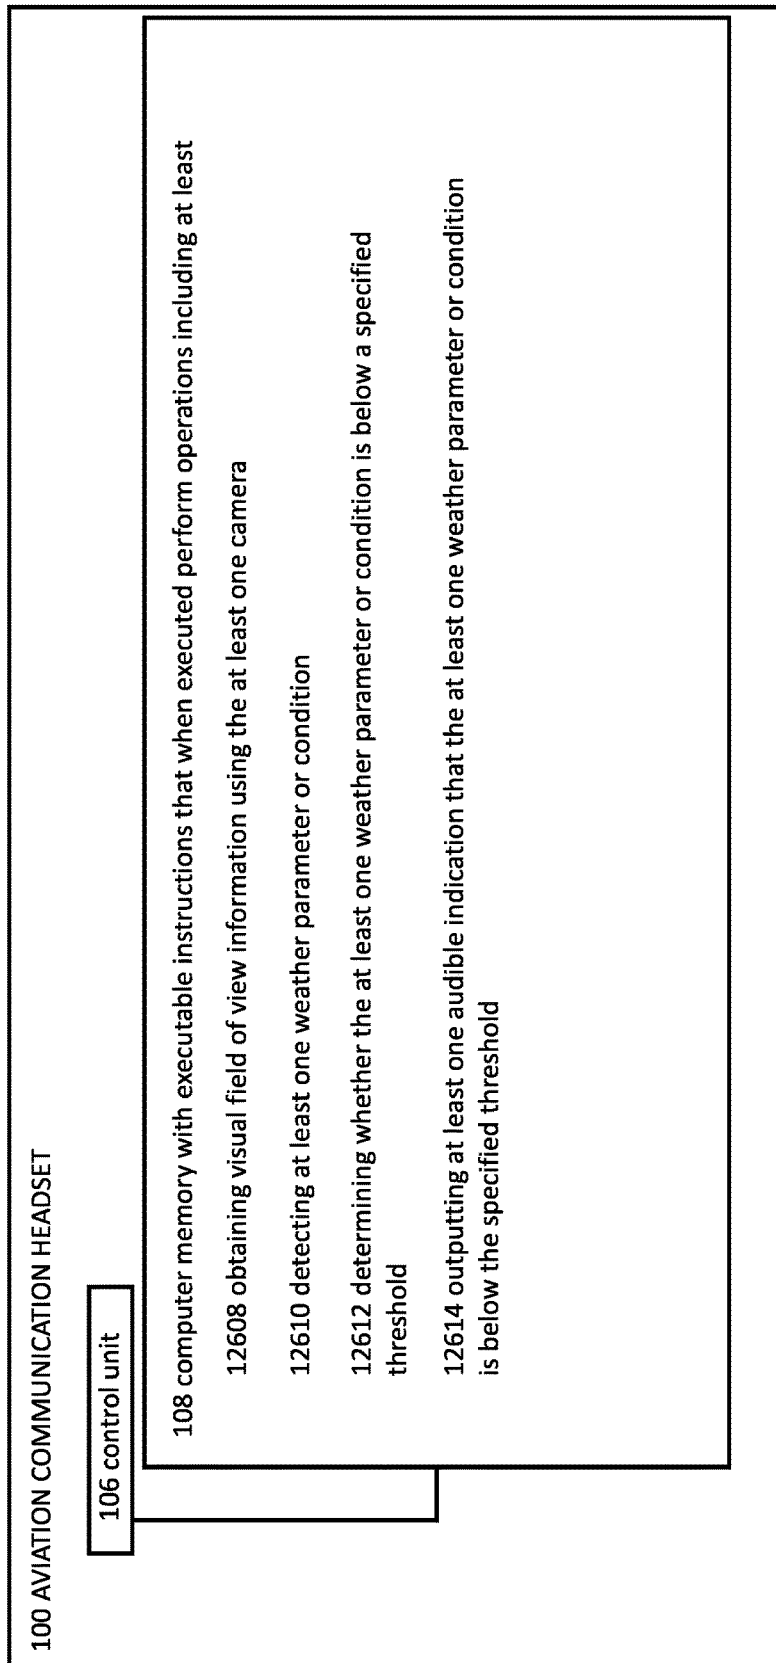 100 AVIATION COMMUNICATION HEADSET
106 control unit
108 computer memory with executable instructions that when executed perform operations including at least
12608 obtaining visual field of view information using the at least one camera
12610 detecting at least one weather parameter or condition
12612 determining whether the at least one weather parameter or condition is below a specified
threshold
12614 outputting at least one audible indication that the at least one weather parameter or condition
is below the specified threshold